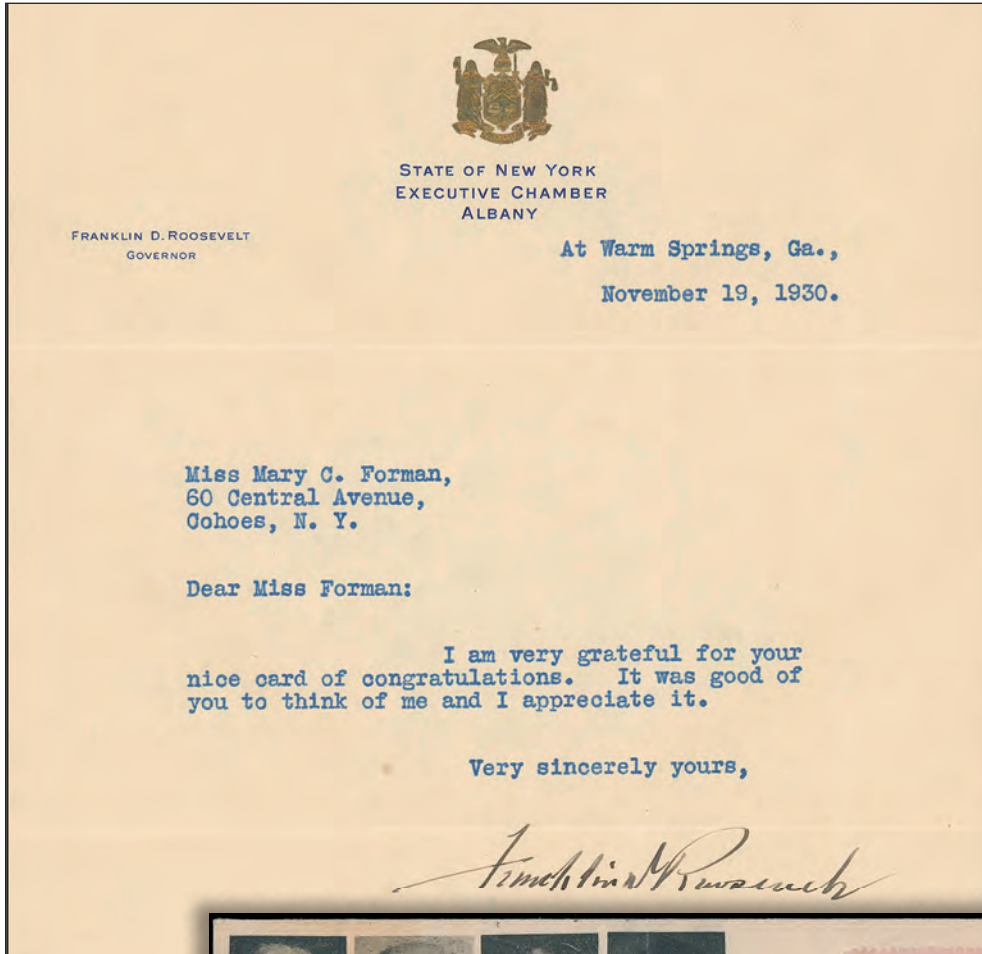 STATE OF NEW YORK
EXECUTIVE CHAMBER
ALBANY
FRANKLIN D. ROOSEVELT
GOVERNOR
At Warm Springs, Ga.,
November 19, 1930.
Miss Mary C. Forman,
60 Central Avenue,
Cohoes, N. Y.
Dear Miss Forman:
I am very grateful for your
nice card of congratulations. It was good of
you to think of me and I appreciate it.
Very sincerely yours,
Franklin D Roosevelt